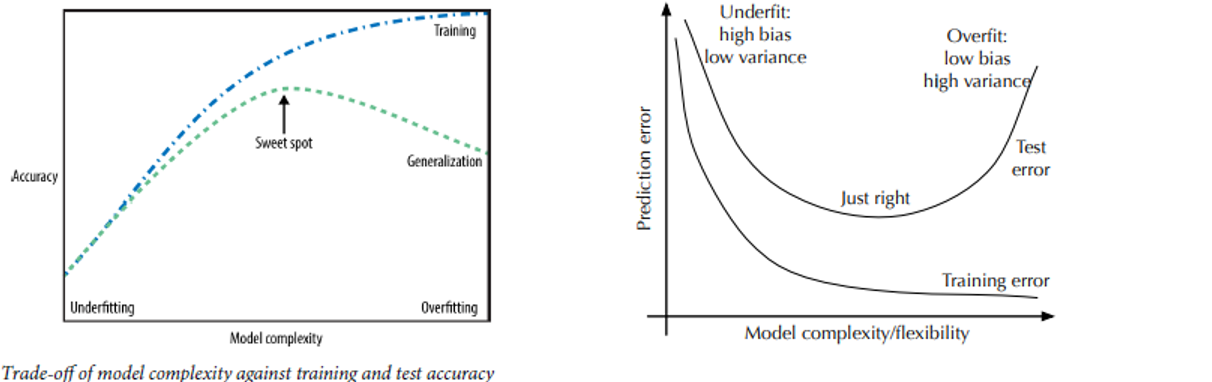 Training
Sweet spot
Generalization
Accuracy
Underfitting
Overfitting
Model complexity
Trade-off of model complexity against training and test accuracy
Underfit:
high bias
low variance
Overfit:
low bias
high variance
Prediction error
Test
error
Just right
Training error
Model complexity/flexibility